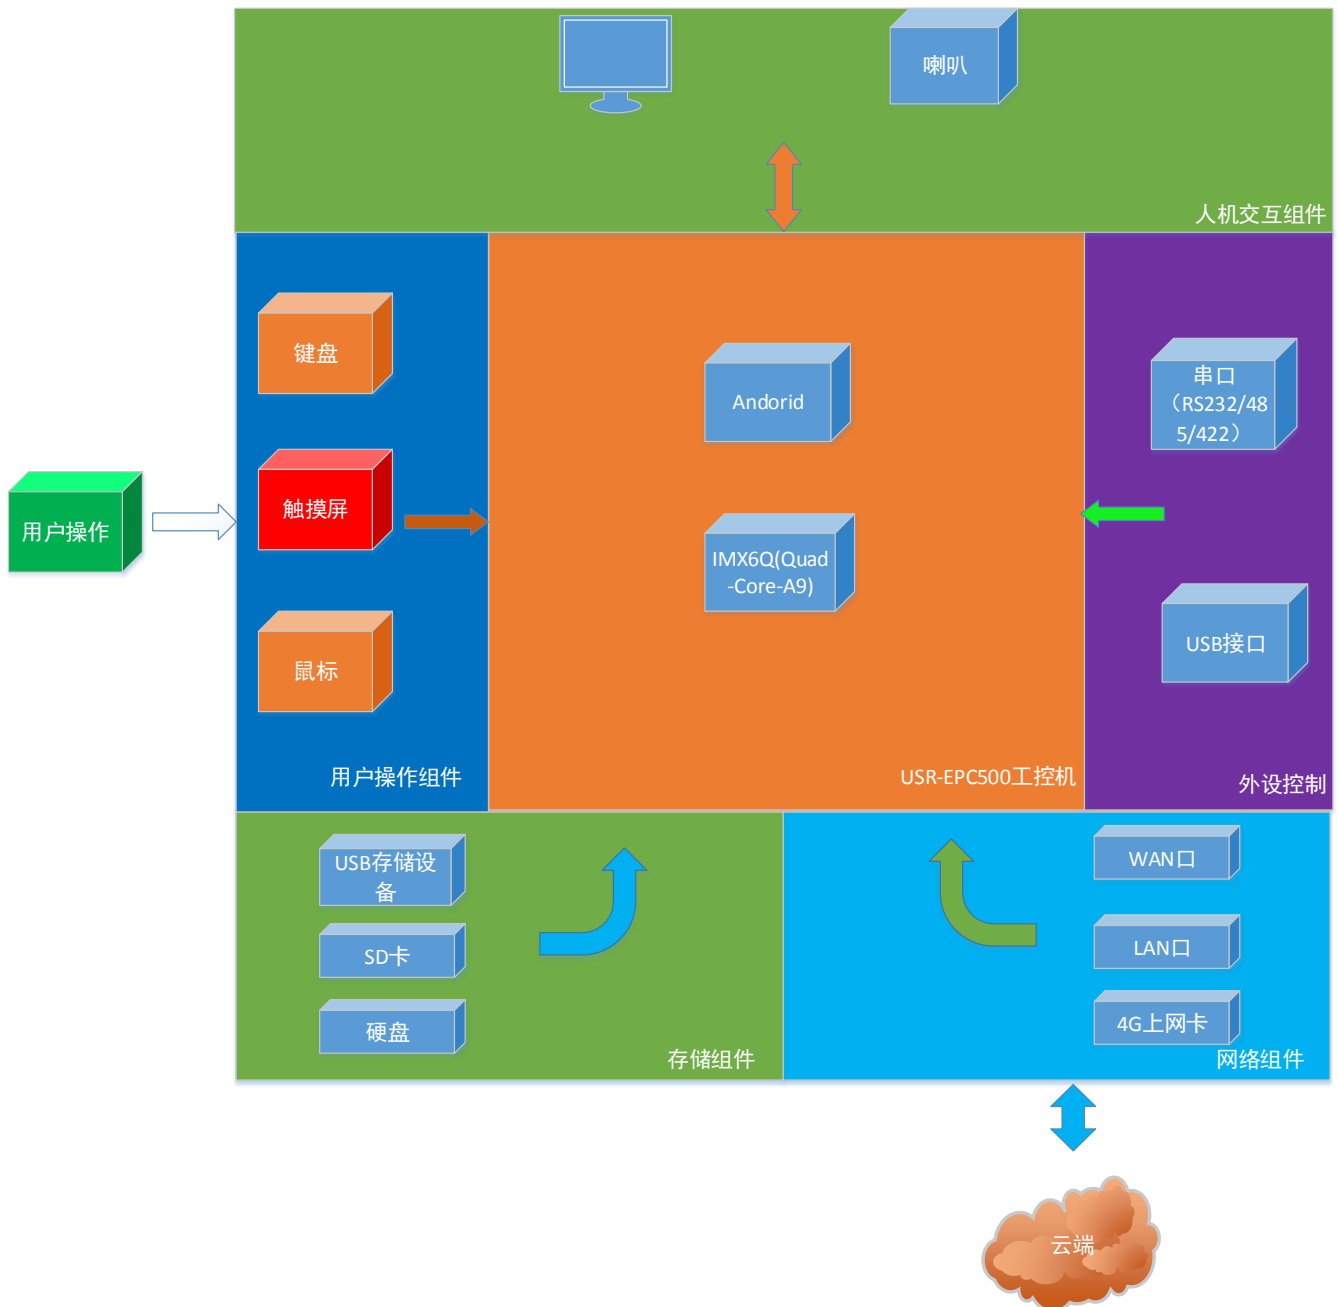 喇叭
人机交互组件
键盘
Andorid
串口
（RS232/48
5/422）
用户操作
触摸屏
IMX6Q(Quad
-Core-A9)
USB接口
鼠标
用户操作组件
USR-EPC500工控机
外设控制
USB存储设
备
SD卡
硬盘
存储组件
WAN口
LAN口
4G上网卡
网络组件
云端